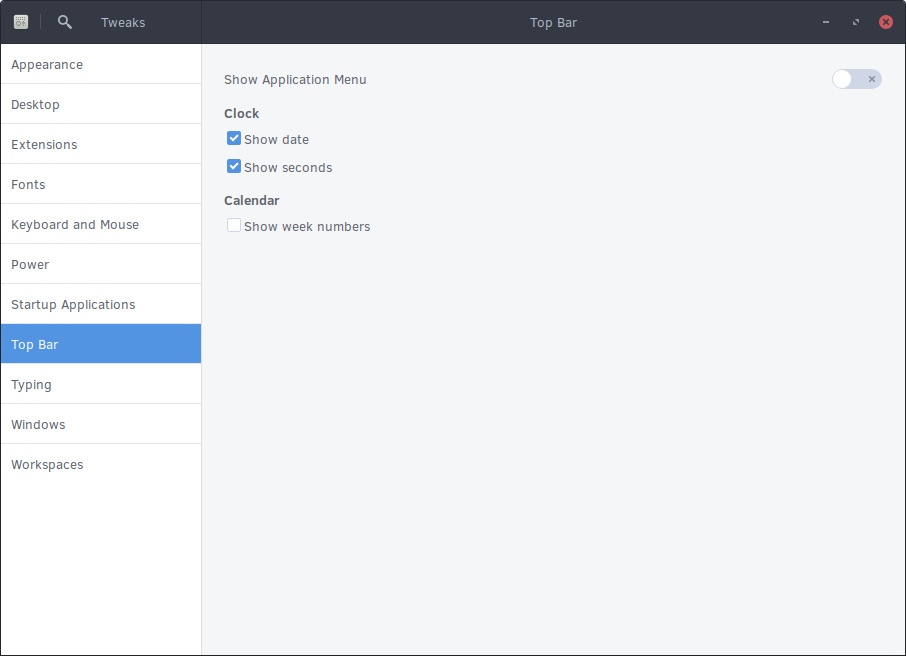 Tweaks
Top Bar
Appearance
Desktop
Extensions
Fonts
Keyboard and Mouse
Power
Startup Applications
Top Bar
Typing
Windows
Workspaces
Show Application Menu
Clock
Show date
Show seconds
Calendar
Show week numbers